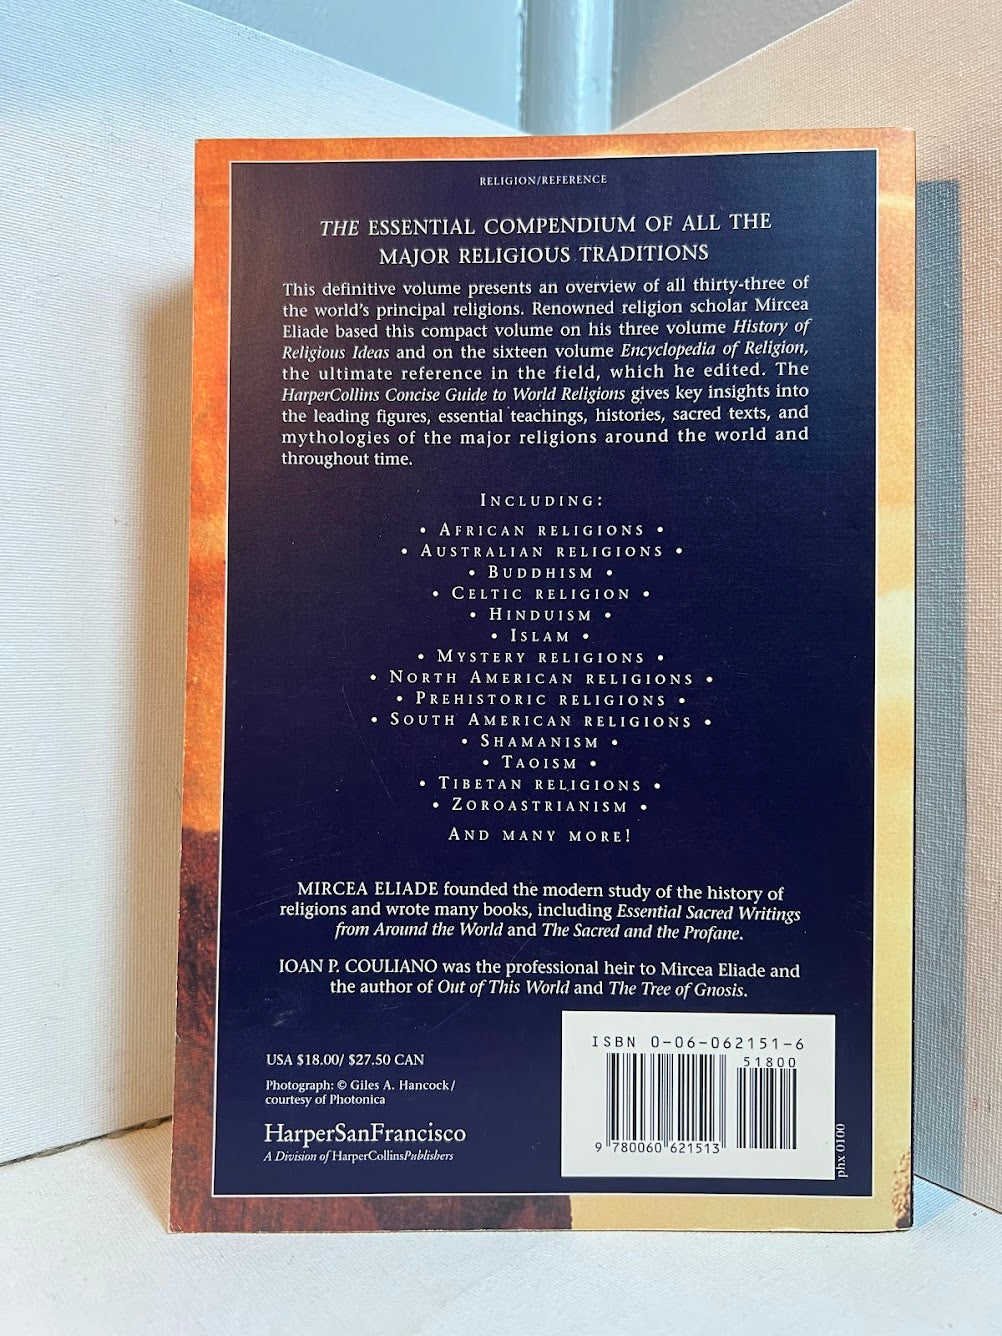 RELIGION/REFERENCE
THE ESSENTIAL COMPENDIUM OF ALL THE
MAJOR RELIGIOUS TRADITIONS
This definitive volume presents an overview of all thirty-three of
the world's principal religions. Renowned religion scholar Mircea
Eliade based this compact volume on his three volume History of
Religious Ideas and on the sixteen volume Encyclopedia of Religion,
the ultimate reference in the field, which he edited. The
HarperCollins Concise Guide to World Religions gives key insights into
the leading figures, essential teachings, histories, sacred texts, and
mythologies of the major religions around the world and
throughout time.
INCLUDING:
• AFRICAN RELIGIONS •
• AUSTRALIAN RELIGIONS •
• BUDDHISM •
• CELTIC RELIGION •
• HINDUISM •
• ISLAM •
• MYSTERY RELIGIONS •
• NORTH AMERICAN RELIGIONS •
• PREHISTORIC RELIGIONS •
• SOUTH AMERICAN RELIGIONS •
• SHAMANISM •
• TAOISM •
• TIBETAN RELIGIONS •
• ZOROASTRIANISM •
AND MANY MORE!
MIRCEA ELIADE founded the modern study of the history of
religions and wrote many books, including Essential Sacred Writings
from Around the World and The Sacred and the Profane.
IOAN P. COULIANO was the professional heir to Mircea Eliade and
the author of Out of This World and The Tree of Gnosis.
USA $18.00/ $27.50 CAN
Photograph: © Giles A. Hancock/
courtesy of Photonica
HarperSanFrancisco
A Division of HarperCollinsPublishers
ISBN 0-06-062151-6
51800
9 780060 621513
phx 0100